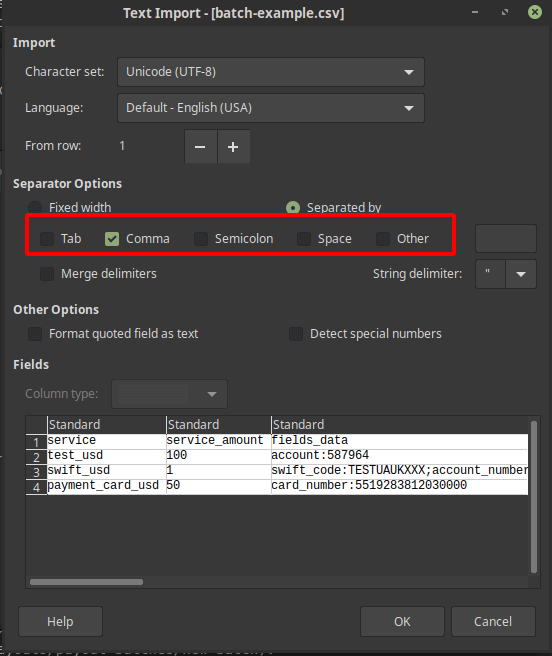 Text Import - [batch-example.csv]
Import
Character set: Unicode (UTF-8)
Language: Default - English (USA)
From row: 1
Separator Options
Fixed width Separated by
Tab Comma Semicolon Space Other
Merge delimiters String delimiter: "
Other Options
Format quoted field as text Detect special numbers
Fields
Column type:
Standard Standard Standard
1 service service_amount fields_data
2 test_usd 100 account:587964
3 swift_usd 1 swift_code:TESTUAUKXXX;account_number
4 payment_card_usd 50 card_number:5519283812030000
Help OK Cancel